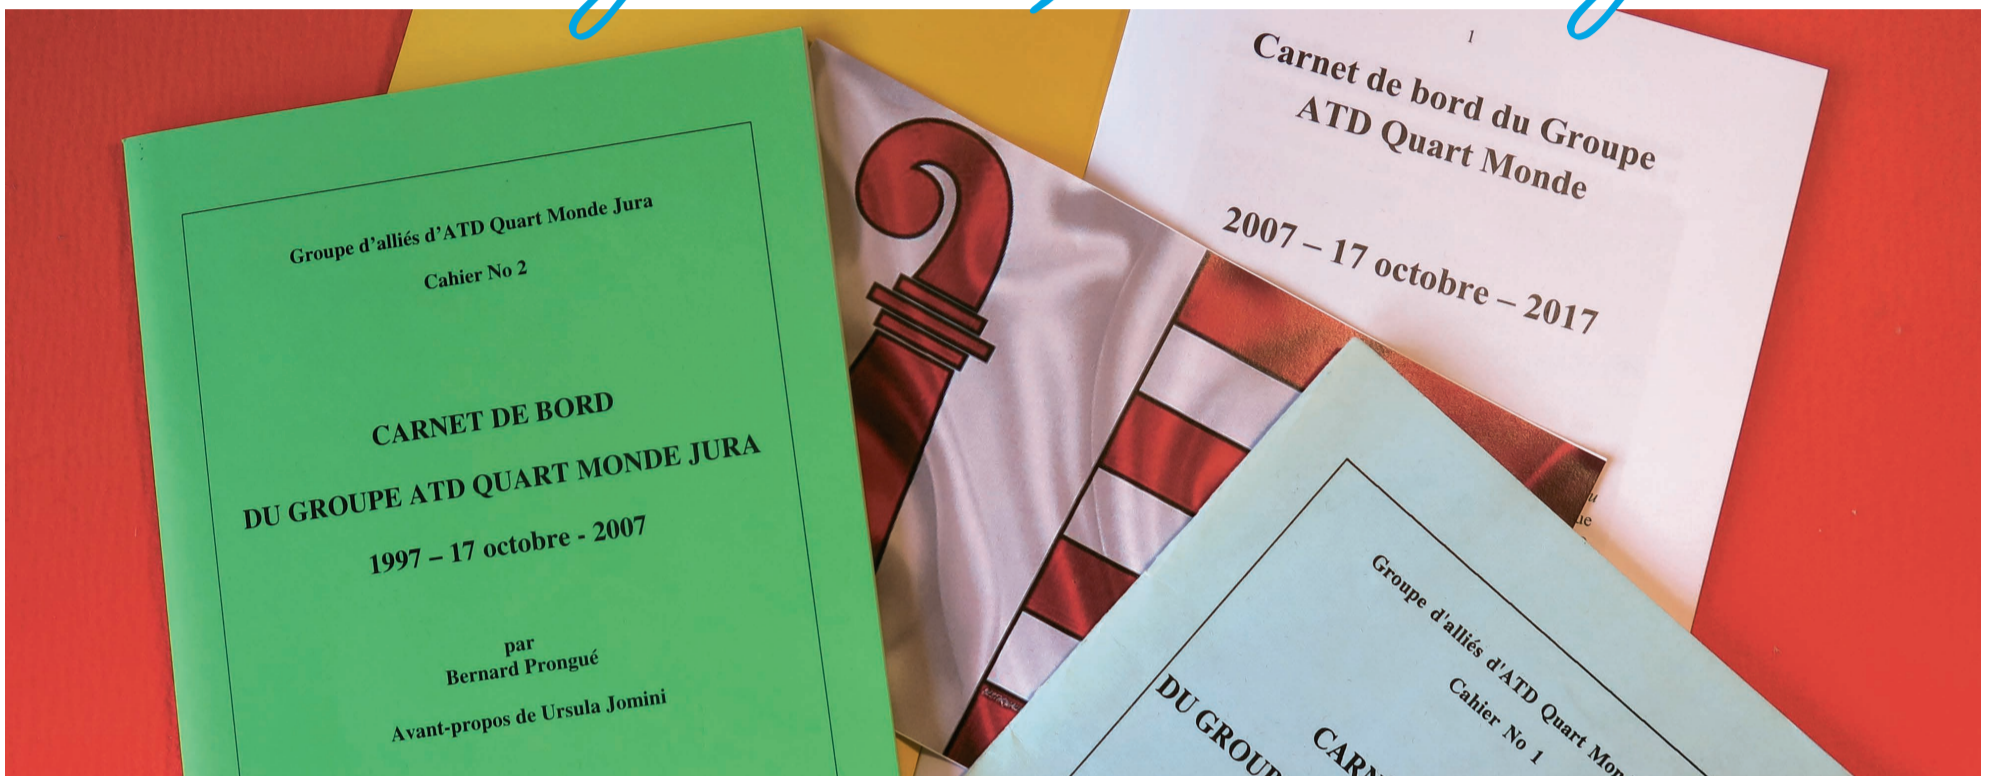 Groupe d'alliés d'ATD Quart Monde Jura
Cahier No 2
CARNET DE BORD
DU GROUPE ATD QUART MONDE JURA
1997 – 17 octobre - 2007
par
Bernard Prongué
Avant-propos de Ursula Jomini
1
Carnet de bord du Groupe
ATD Quart Monde
2007 – 17 octobre – 2017
Groupe d'alliés d'ATD Quart Mon
Cahier No 1
CARN
DU GROUP